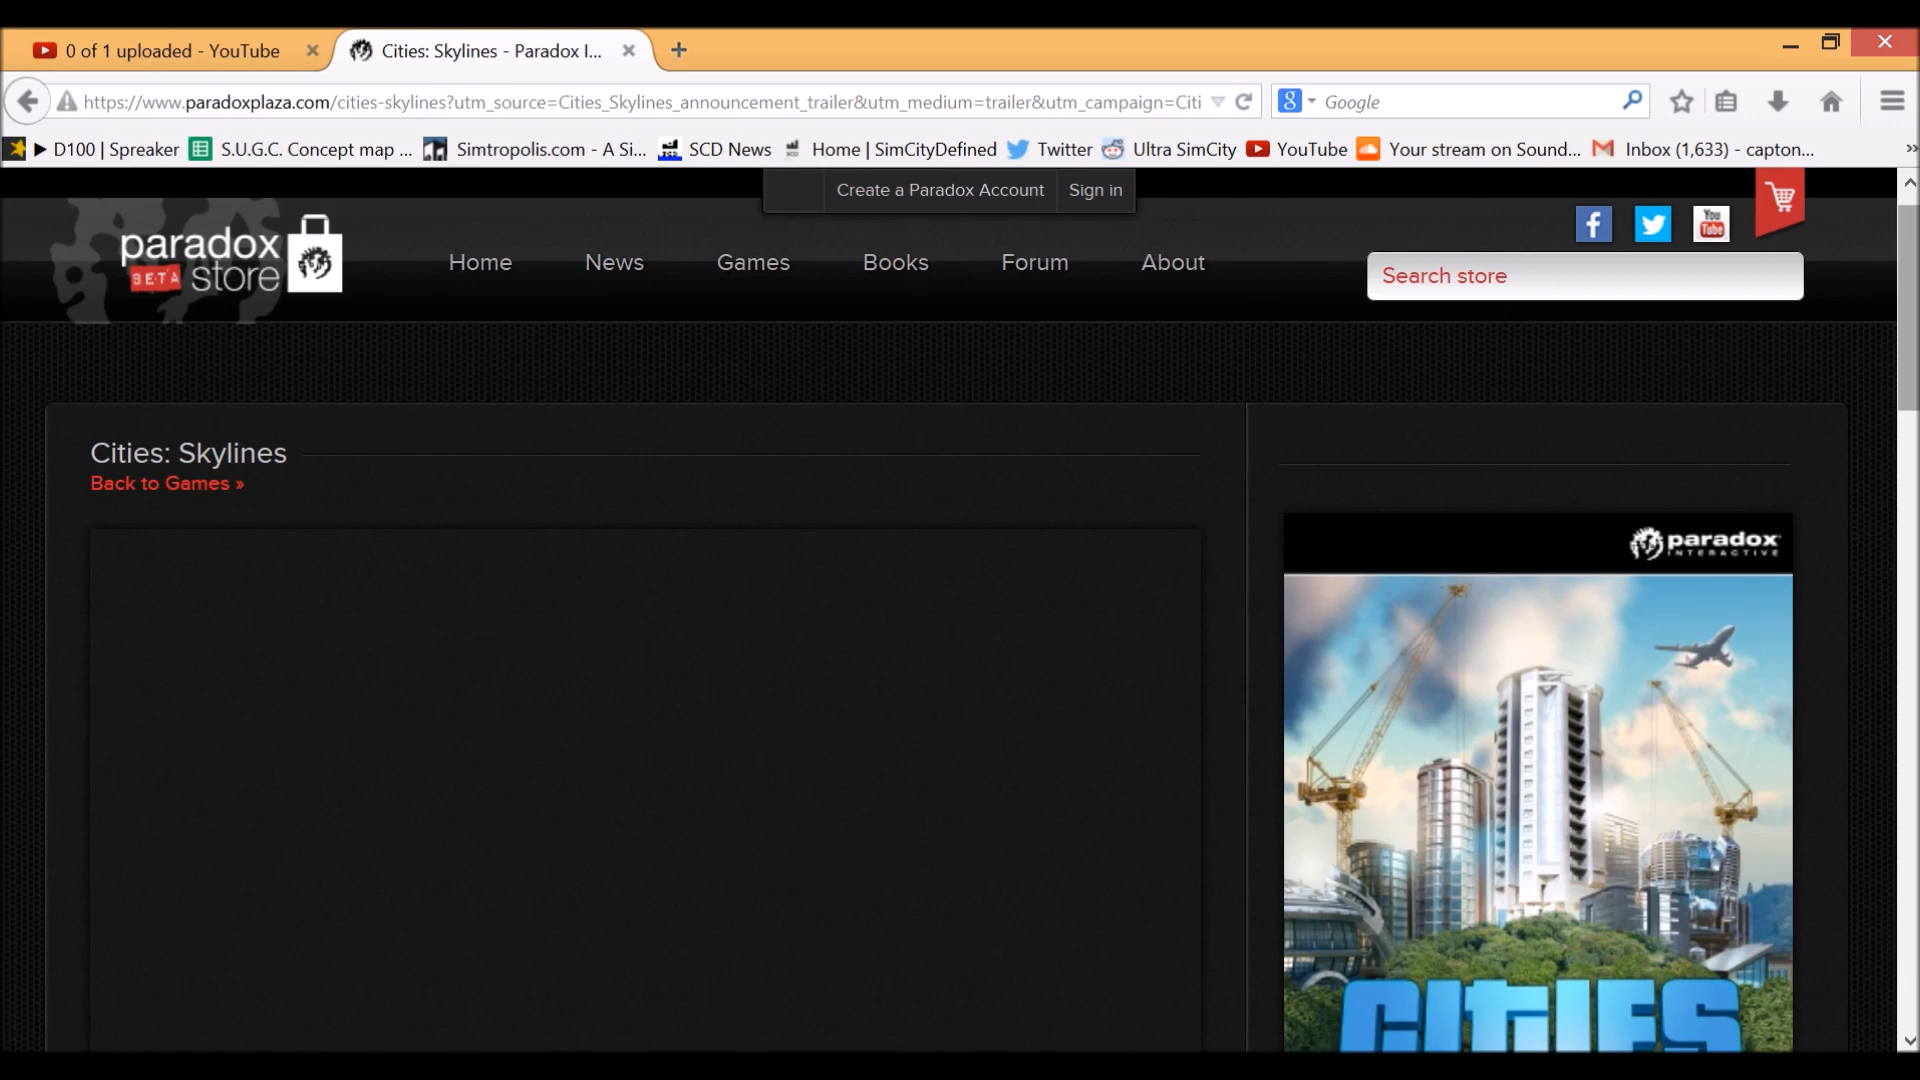 0 of 1 uploaded - YouTube
Cities: Skylines - Paradox I...
https://www.paradoxplaza.com/cities-skylines?utm_source=Cities_Skylines_announcement_trailer&utm_medium=trailer&utm_campaign=Citi
Google
D100 | Spreaker
S.U.G.C. Concept map ...
Simtropolis.com - A Si...
SCD News
Home | SimCityDefined
Twitter
Ultra SimCity
YouTube
Your stream on Sound...
Inbox (1,633) - capton...
Create a Paradox Account
Sign in
paradox
BETA store
Home
News
Games
Books
Forum
About
You
Tube
Search store
Cities: Skylines
Back to Games »
paradox
INTERACTIVE
CITIES